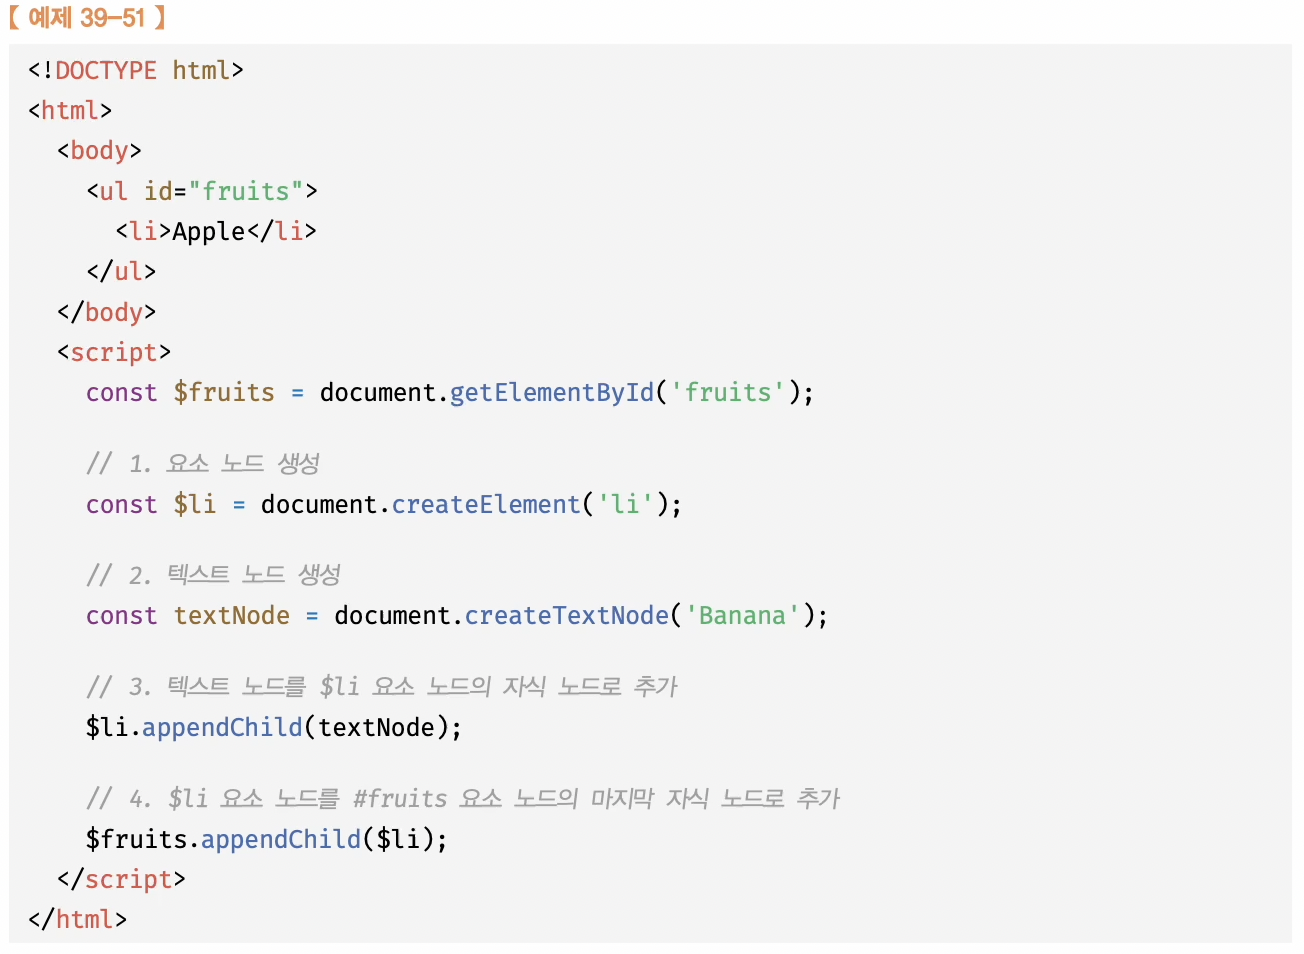 【 예제 39–51 】
<!DOCTYPE html>
<html>
  <body>
    <ul id="fruits">
      <li>Apple</li>
    </ul>
  </body>
  <script>
    const $fruits = document.getElementById('fruits');

    // 1. 요소 노드 생성
    const $li = document.createElement('li');

    // 2. 텍스트 노드 생성
    const textNode = document.createTextNode('Banana');

    // 3. 텍스트 노드를 $li 요소 노드의 자식 노드로 추가
    $li.appendChild(textNode);

    // 4. $li 요소 노드를 #fruits 요소 노드의 마지막 자식 노드로 추가
    $fruits.appendChild($li);
  </script>
</html>